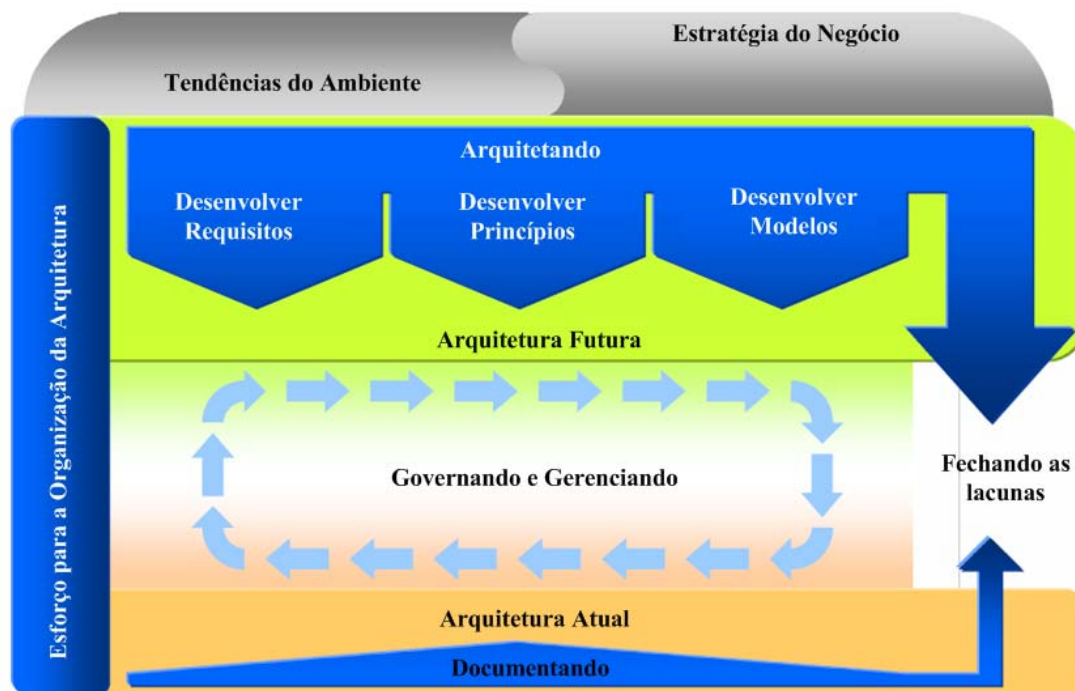 Estratégia do Negócio
Tendências do Ambiente
Esforço para a Organização da Arquitetura
Arquitetando
Desenvolver
Requisitos
Desenvolver
Princípios
Desenvolver
Modelos
Arquitetura Futura
Governando e Gerenciando
Fechando as
lacunas
Arquitetura Atual
Documentando